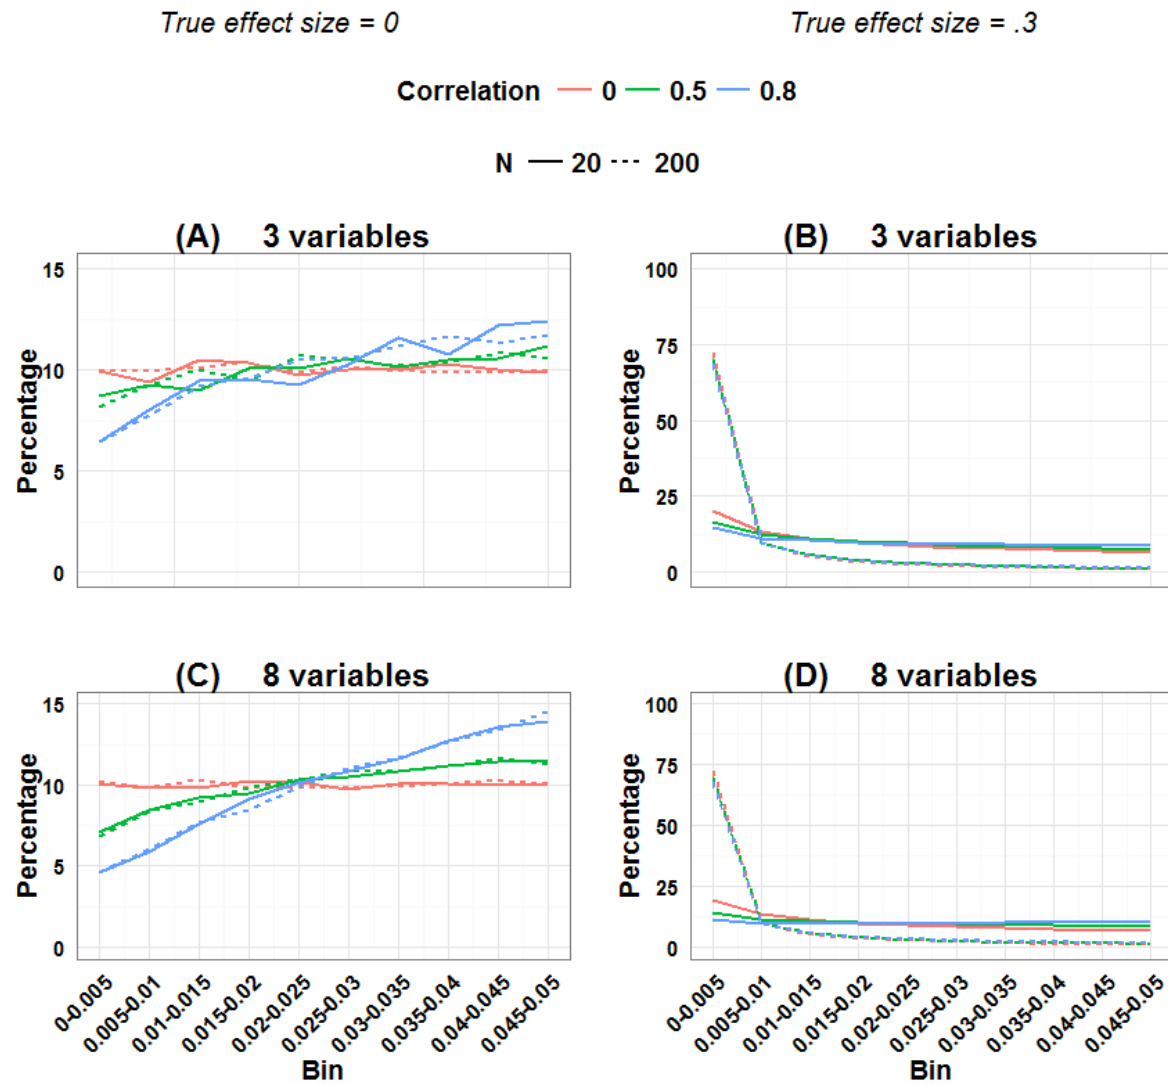 True effect size = 0
True effect size = .3
Correlation 0 0.5 0.8
N 20 200
(A) 3 variables
(B) 3 variables
15
10
5
0
Percentage
100
75
50
25
0
Percentage
(C) 8 variables
(D) 8 variables
15
10
5
0
Percentage
100
75
50
25
0
Percentage
0-0.005
0.005-0.01
0.01-0.015
0.015-0.02
0.02-0.025
0.025-0.03
0.03-0.035
0.035-0.04
0.04-0.045
0.045-0.05
Bin
0-0.005
0.005-0.01
0.01-0.015
0.015-0.02
0.02-0.025
0.025-0.03
0.03-0.035
0.035-0.04
0.04-0.045
0.045-0.05
Bin